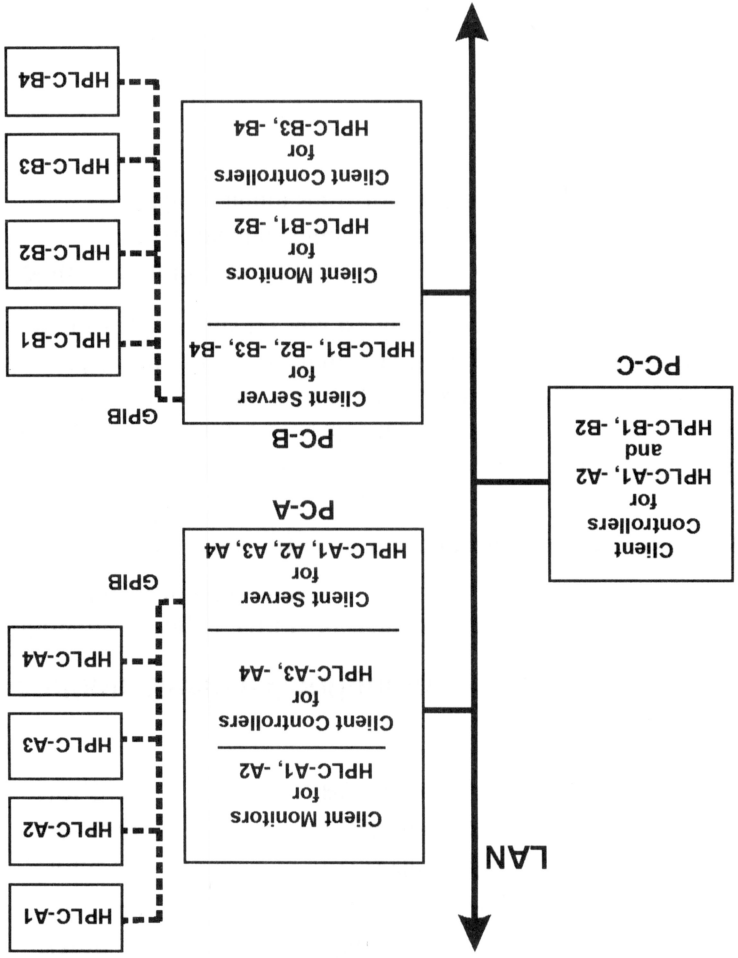 LAN
Client Monitors
for
HPLC-A1, -A2
Client Controllers
for
HPLC-A3, -A4
Client Server
for
HPLC-A1, A2, A3, A4
PC-A
HPLC-A1
HPLC-A2
HPLC-A3
HPLC-A4
GPIB
Client
Controllers
for
HPLC-A1, -A2
and
HPLC-B1, -B2
PC-C
PC-B
Client Server
for
HPLC-B1, -B2, -B3, -B4
Client Monitors
for
HPLC-B1, -B2
Client Controllers
for
HPLC-B3, -B4
GPIB
HPLC-B1
HPLC-B2
HPLC-B3
HPLC-B4